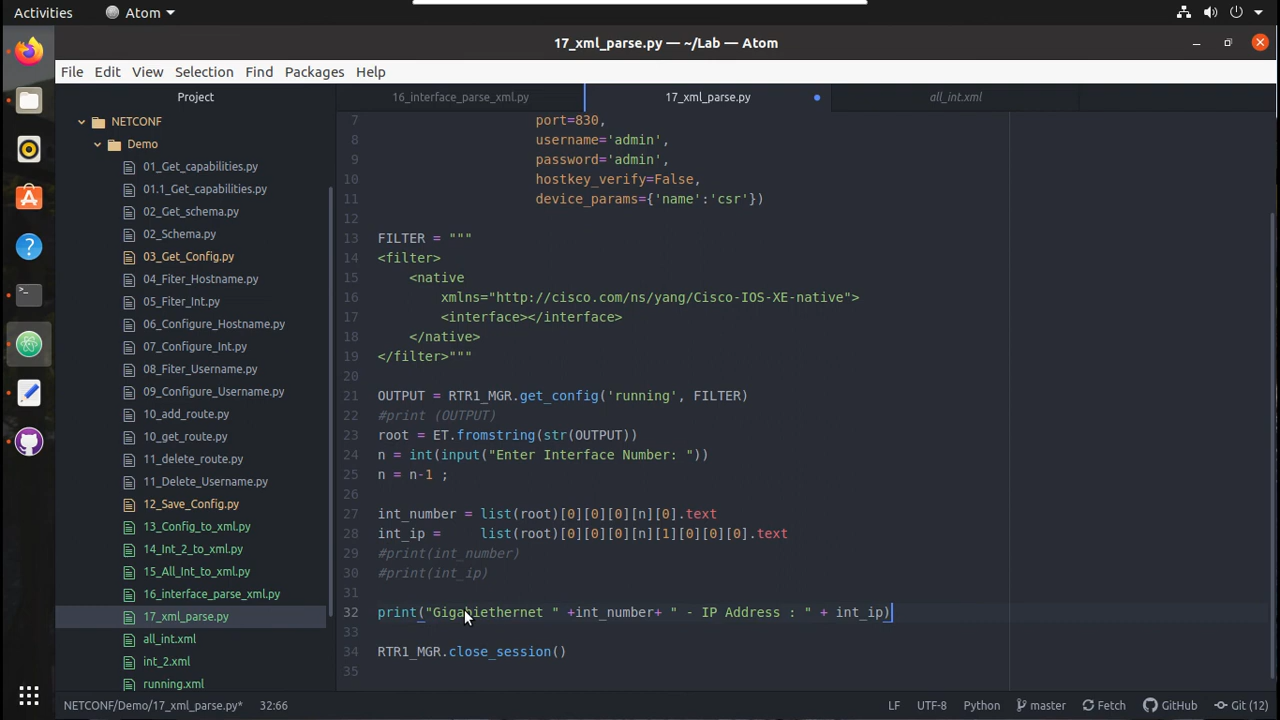 Activities
Atom
17_xml_parse.py — ~/Lab — Atom
File Edit View Selection Find Packages Help
Project
16_interface_parse_xml.py
17_xml_parse.py
all_int.xml
NETCONF
Demo
01_Get_capabilities.py
01.1_Get_capabilities.py
02_Get_schema.py
02_Schema.py
03_Get_Config.py
04_Fiter_Hostname.py
05_Fiter_Int.py
06_Configure_Hostname.py
07_Configure_Int.py
08_Fiter_Username.py
09_Configure_Username.py
10_add_route.py
10_get_route.py
11_delete_route.py
11_Delete_Username.py
12_Save_Config.py
13_Config_to_xml.py
14_Int_2_to_xml.py
15_All_Int_to_xml.py
16_interface_parse_xml.py
17_xml_parse.py
all_int.xml
int_2.xml
running.xml
7 port=830,
8 username='admin',
9 password='admin',
10 hostkey_verify=False,
11 device_params={'name':'csr'})
12
13 FILTER = """
14 <filter>
15 <native
16 xmlns="http://cisco.com/ns/yang/Cisco-IOS-XE-native">
17 <interface></interface>
18 </native>
19 </filter>"""
20
21 OUTPUT = RTR1_MGR.get_config('running', FILTER)
22 #print (OUTPUT)
23 root = ET.fromstring(str(OUTPUT))
24 n = int(input("Enter Interface Number: "))
25 n = n-1 ;
26
27 int_number = list(root)[0][0][0][n][0].text
28 int_ip = list(root)[0][0][0][n][1][0][0][0].text
29 #print(int_number)
30 #print(int_ip)
31
32 print("Gigabiethernet " +int_number+ " - IP Address : " + int_ip)
33
34 RTR1_MGR.close_session()
35
NETCONF/Demo/17_xml_parse.py* 32:66
LF UTF-8 Python master Fetch GitHub Git (12)